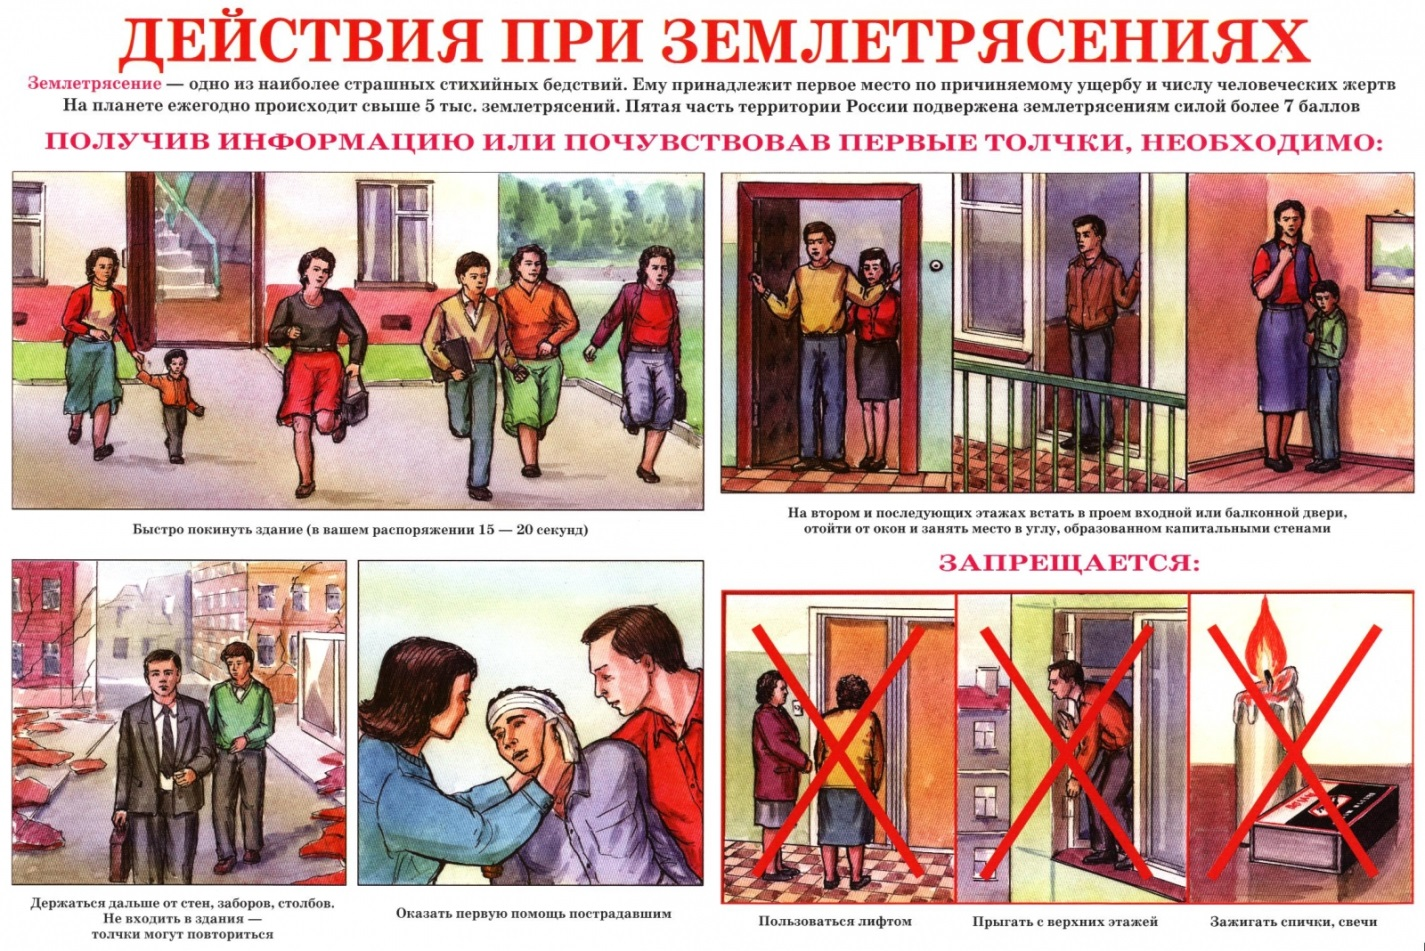 ДЕЙСТВИЯ ПРИ ЗЕМЛЕТРЯСЕНИЯХ
Землетрясение — одно из наиболее страшных стихийных бедствий. Ему принадлежит первое место по причиняемому ущербу и числу человеческих жертв
На планете ежегодно происходит свыше 5 тыс. землетрясений. Пятая часть территории России подвержена землетрясениям силой более 7 баллов
ПОЛУЧИВ ИНФОРМАЦИЮ ИЛИ ПОЧУВСТВОВАВ ПЕРВЫЕ ТОЛЧКИ, НЕОБХОДИМО:
Быстро покинуть здание (в вашем распоряжении 15 — 20 секунд)
На втором и последующих этажах встать в проем входной или балконной двери,
отойти от окон и занять место в углу, образованном капитальными стенами
Держаться дальше от стен, заборов, столбов.
Не входить в здания —
толчки могут повториться
Оказать первую помощь пострадавшим
ЗАПРЕЩАЕТСЯ:
Пользоваться лифтом
Прыгать с верхних этажей
Зажигать спички, свечи